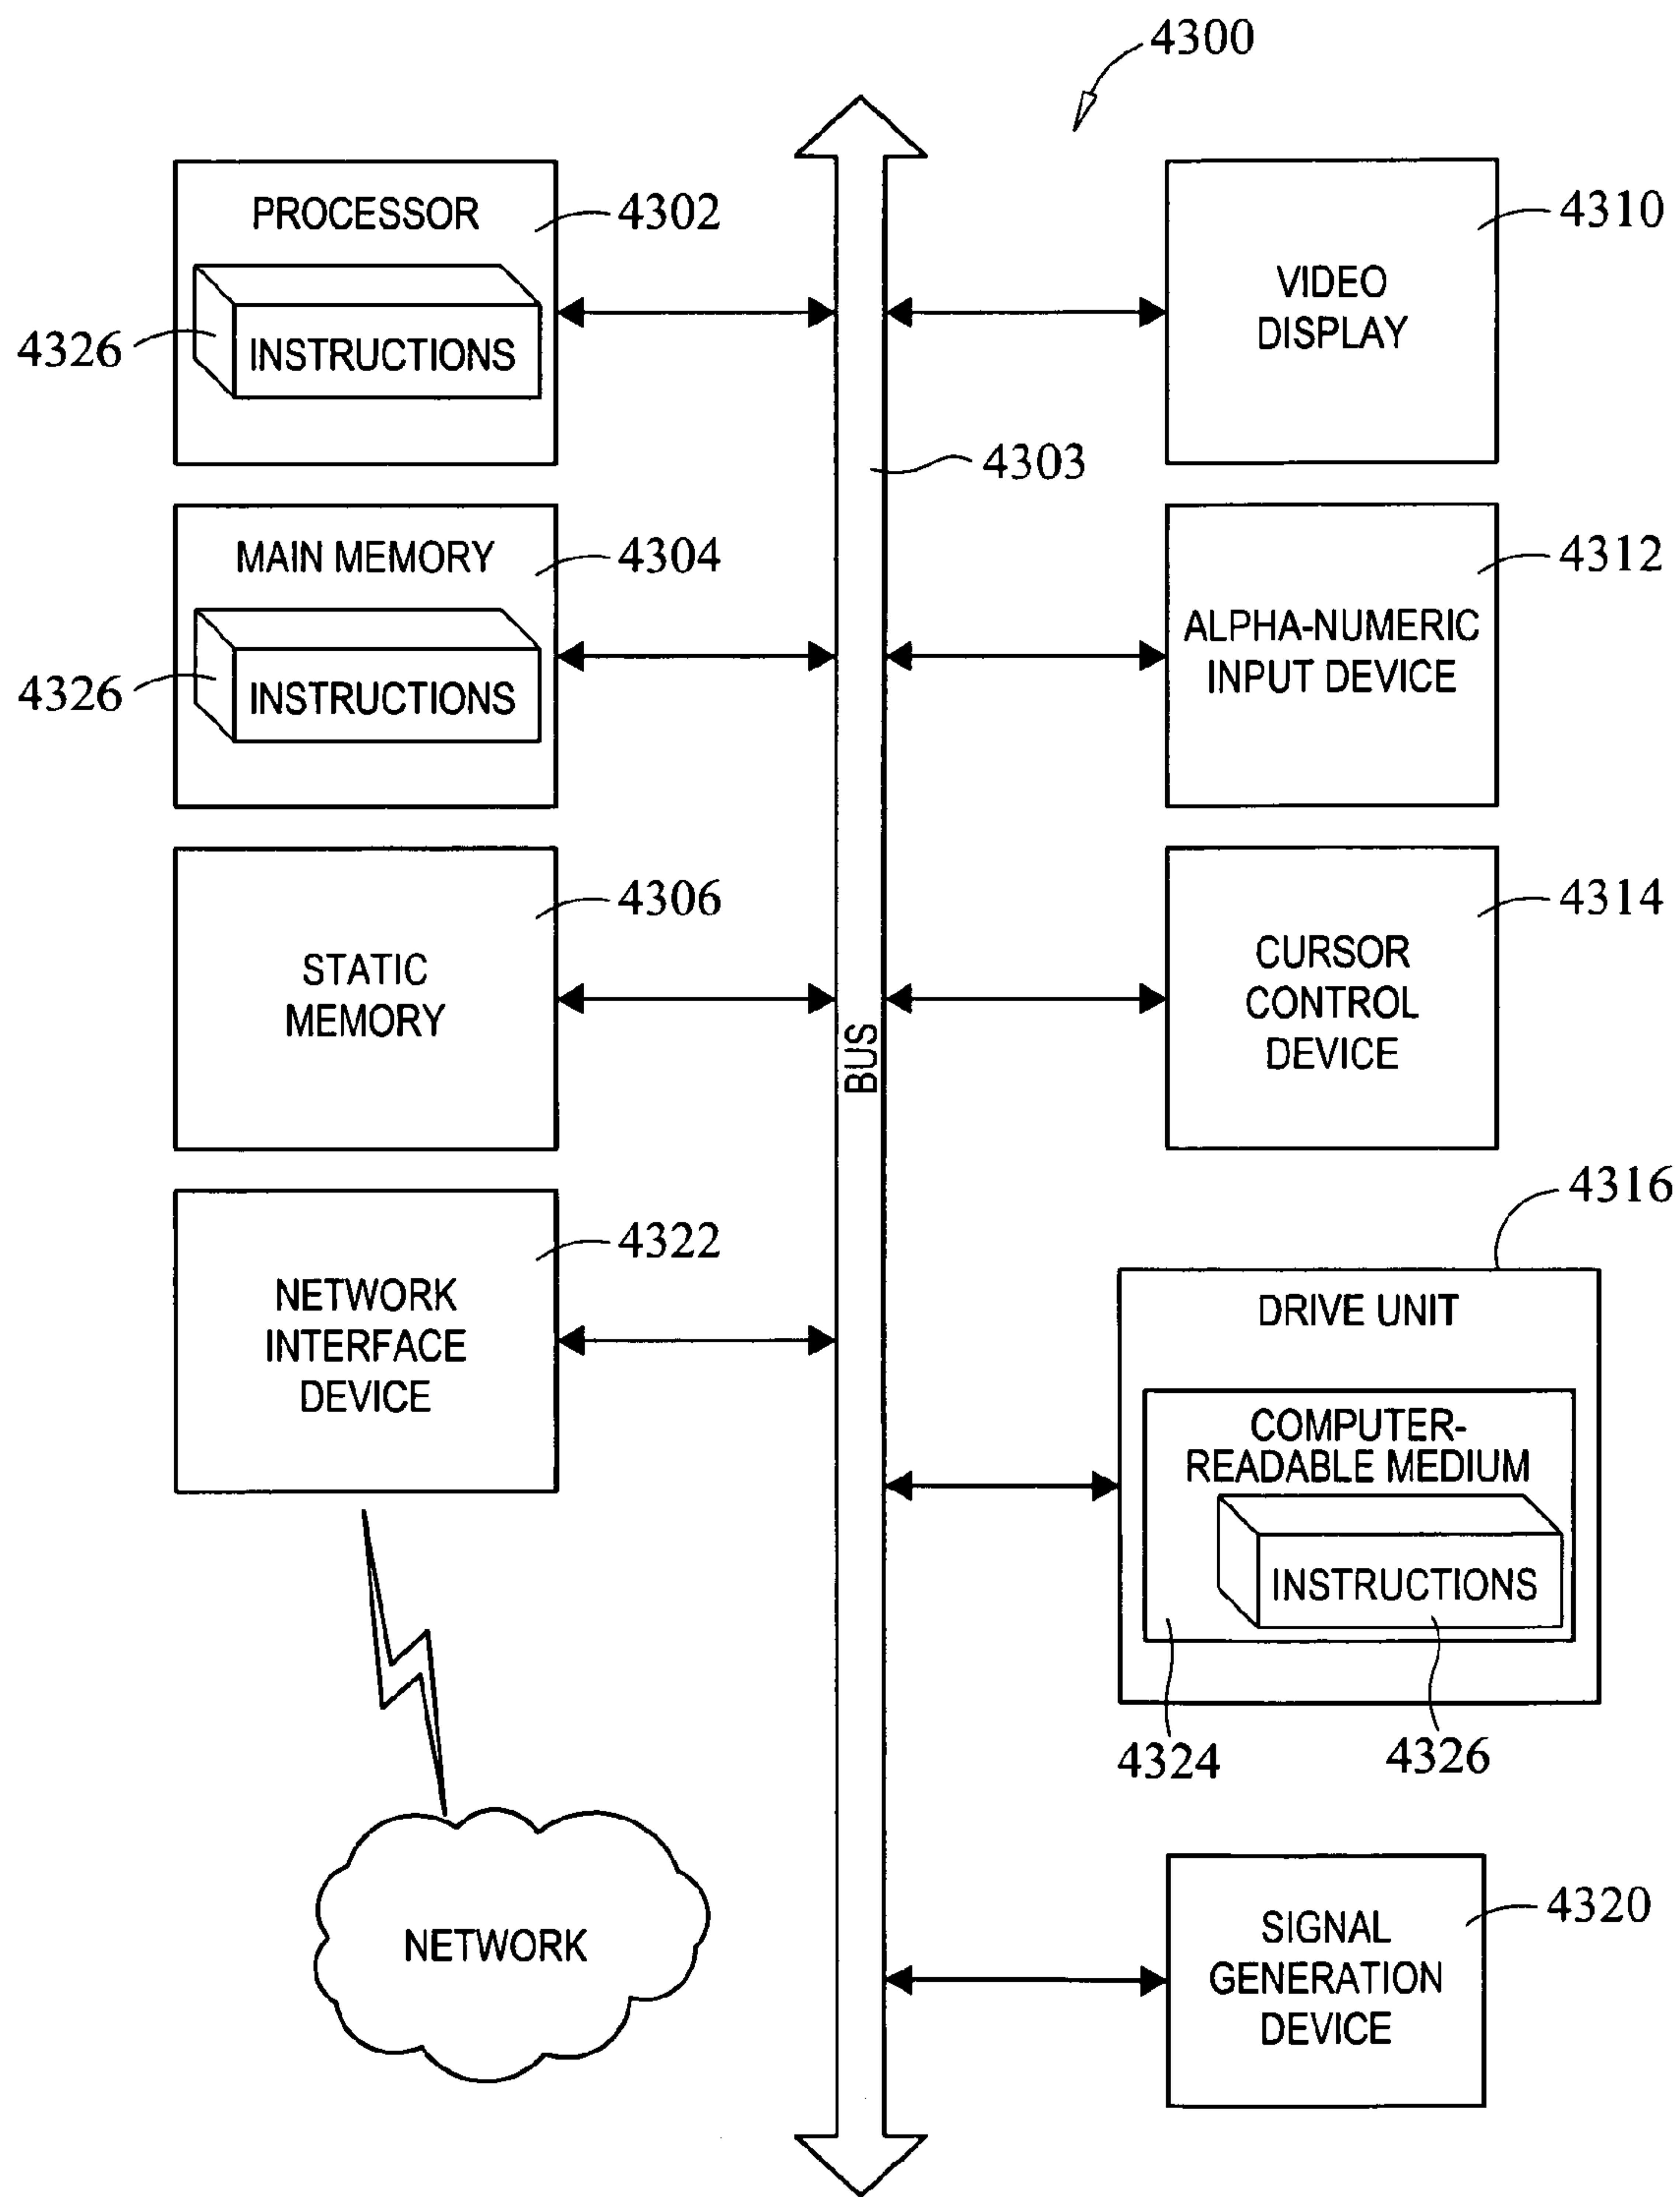 4300
PROCESSOR
4302
4326
INSTRUCTIONS
MAIN MEMORY
4304
4326
INSTRUCTIONS
4306
STATIC
MEMORY
4322
NETWORK
INTERFACE
DEVICE
NETWORK
4303
BUS
4310
VIDEO
DISPLAY
4312
ALPHA-NUMERIC
INPUT DEVICE
4314
CURSOR
CONTROL
DEVICE
4316
DRIVE UNIT
COMPUTER-
READABLE MEDIUM
INSTRUCTIONS
4324
4326
4320
SIGNAL
GENERATION
DEVICE